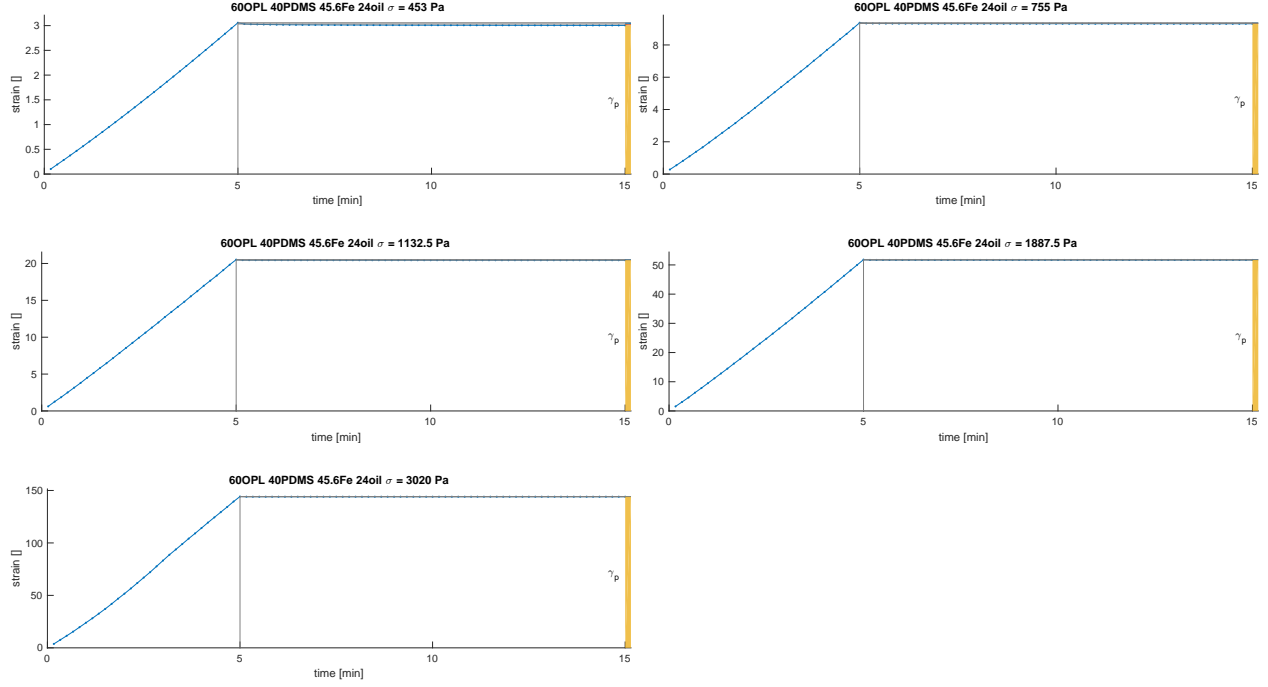 60OPL 40PDMS 45.6Fe 24oil σ = 453 Pa
3
2.5
2
1.5
1
0.5
0
strain []
γp
0
5
10
15
time [min]
60OPL 40PDMS 45.6Fe 24oil σ = 755 Pa
8
6
4
2
0
strain []
γp
0
5
10
15
time [min]
60OPL 40PDMS 45.6Fe 24oil σ = 1132.5 Pa
20
15
10
5
0
strain []
γp
0
5
10
15
time [min]
60OPL 40PDMS 45.6Fe 24oil σ = 1887.5 Pa
50
40
30
20
10
0
strain []
γp
0
5
10
15
time [min]
60OPL 40PDMS 45.6Fe 24oil σ = 3020 Pa
150
100
50
0
strain []
γp
0
5
10
15
time [min]